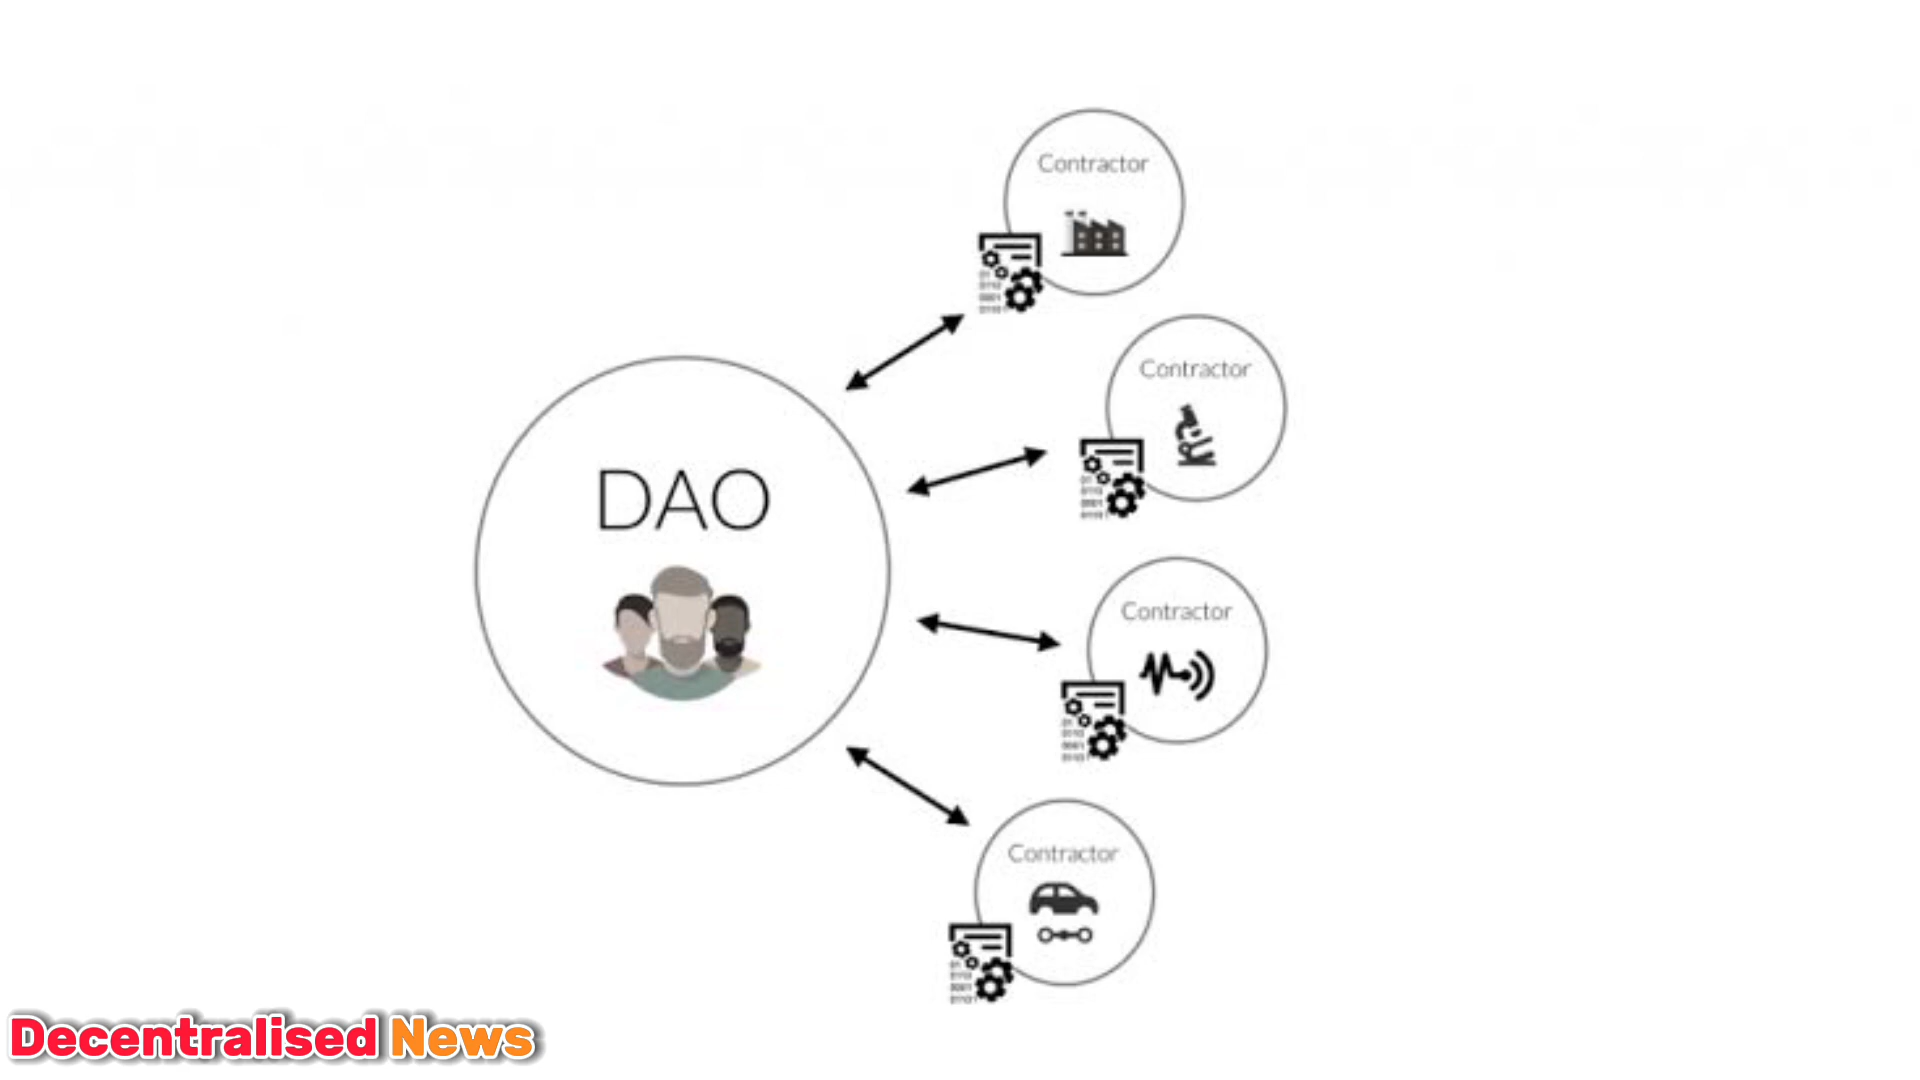 Contractor
Contractor
DAO
Contractor
Contractor
Decentralised News